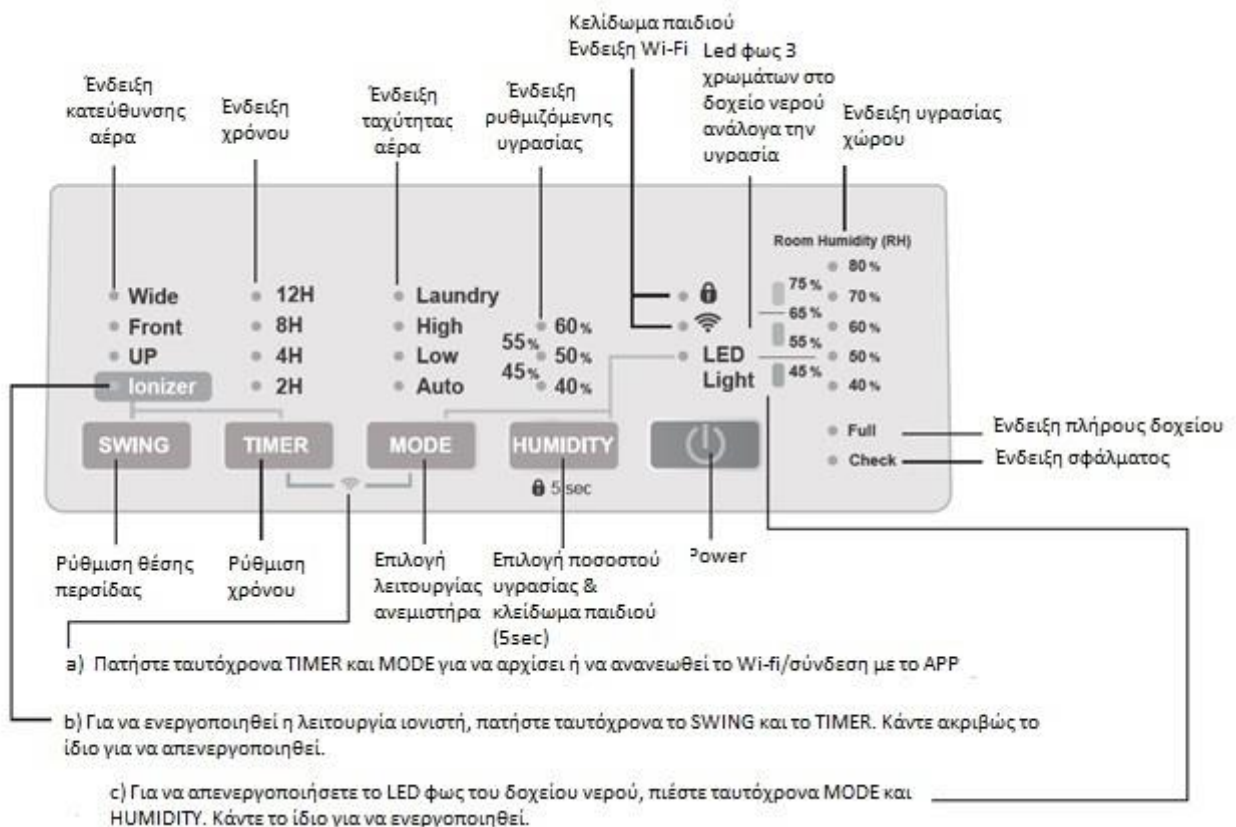 Κελίδωμα παιδιού
Ένδειξη Wi-Fi
Led φως 3
χρωμάτων στο
δοχείο νερού
ανάλογα την
υγρασία
Ένδειξη
κατεύθυνσης
αέρα
Ένδειξη
χρόνου
Ένδειξη
ταχύτητας
αέρα
Ένδειξη
ρυθμιζόμενης
υγρασίας
Ένδειξη υγρασίας
χώρου
Room Humidity (RH)
Wide
Front
UP
Ionizer
12H
8H
4H
2H
Laundry
High
Low
Auto
60%
55%
50%
45%
40%
LED
Light
75%
65%
55%
45%
80%
70%
60%
50%
40%
Full
Check
Ένδειξη πλήρους δοχείου
Ένδειξη σφάλματος
SWING
TIMER
MODE
HUMIDITY
5 sec
Ρύθμιση θέσης
περσίδας
Ρύθμιση
χρόνου
Επιλογή
λειτουργίας
ανεμιστήρα
Επιλογή ποσοστού
υγρασίας &
κλείδωμα παιδιού
(5sec)
Power
a) Πατήστε ταυτόχρονα TIMER και MODE για να αρχίσει ή να ανανεωθεί το Wi-fi/σύνδεση με το APP
b) Για να ενεργοποιηθεί η λειτουργία ιονιστή, πατήστε ταυτόχρονα το SWING και το TIMER. Κάντε ακριβώς το
ίδιο για να απενεργοποιηθεί.
c) Για να απενεργοποιήσετε το LED φως του δοχείου νερού, πιέστε ταυτόχρονα MODE και
HUMIDITY. Κάντε το ίδιο για να ενεργοποιηθεί.